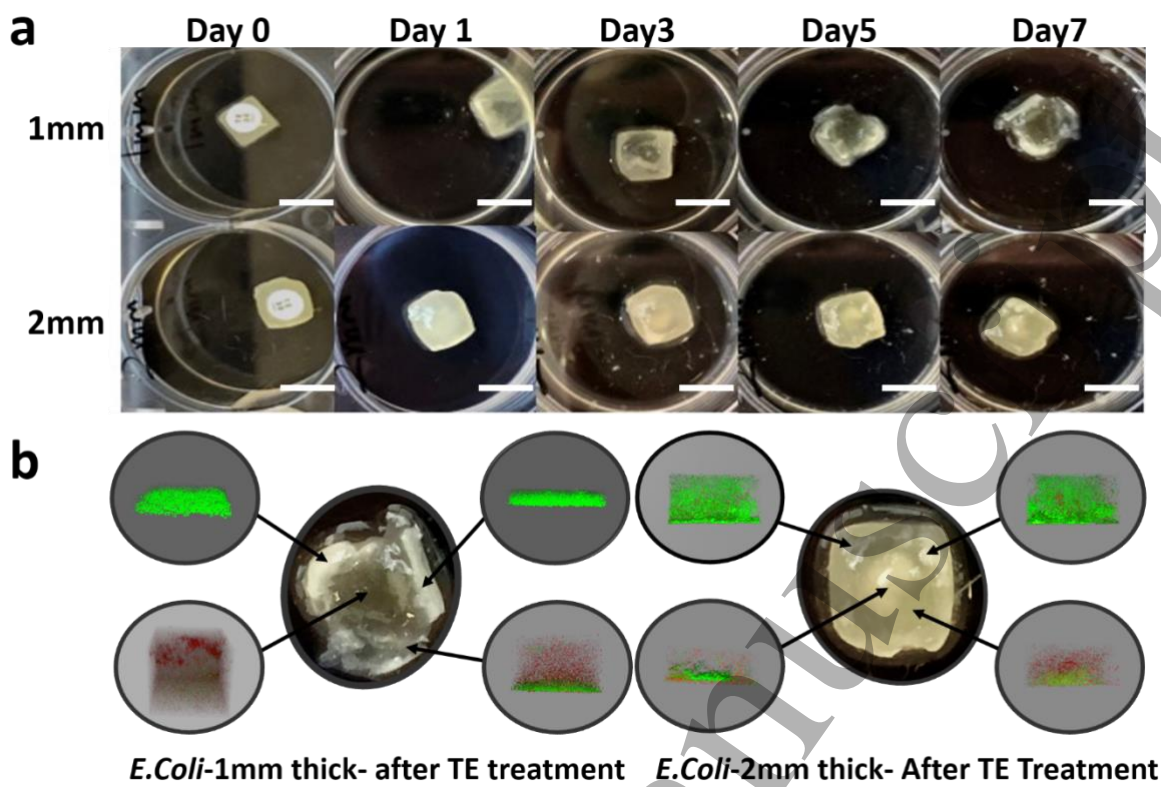 a
Day 0 Day 1 Day3 Day5 Day7
1mm
2mm
b
E.Coli-1mm thick- after TE treatment E.Coli-2mm thick- After TE Treatment